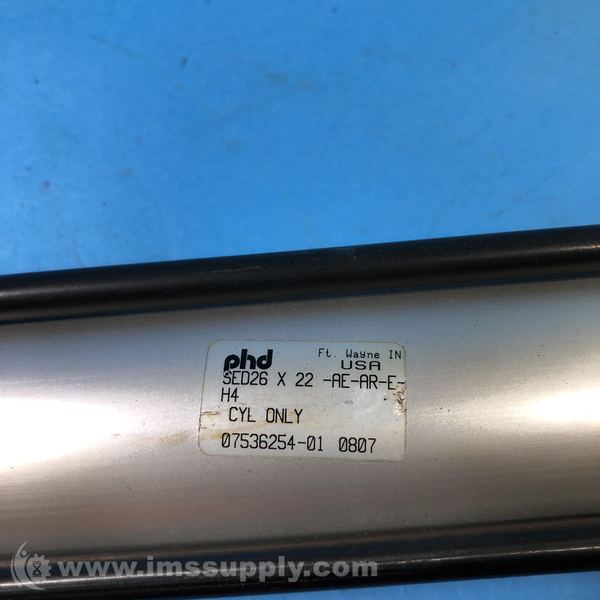 phd Ft. Wayne IN
USA
SED26 X 22 -AE-AR-E-
H4
CYL ONLY
07536254-01 0807
www.imssupply.com